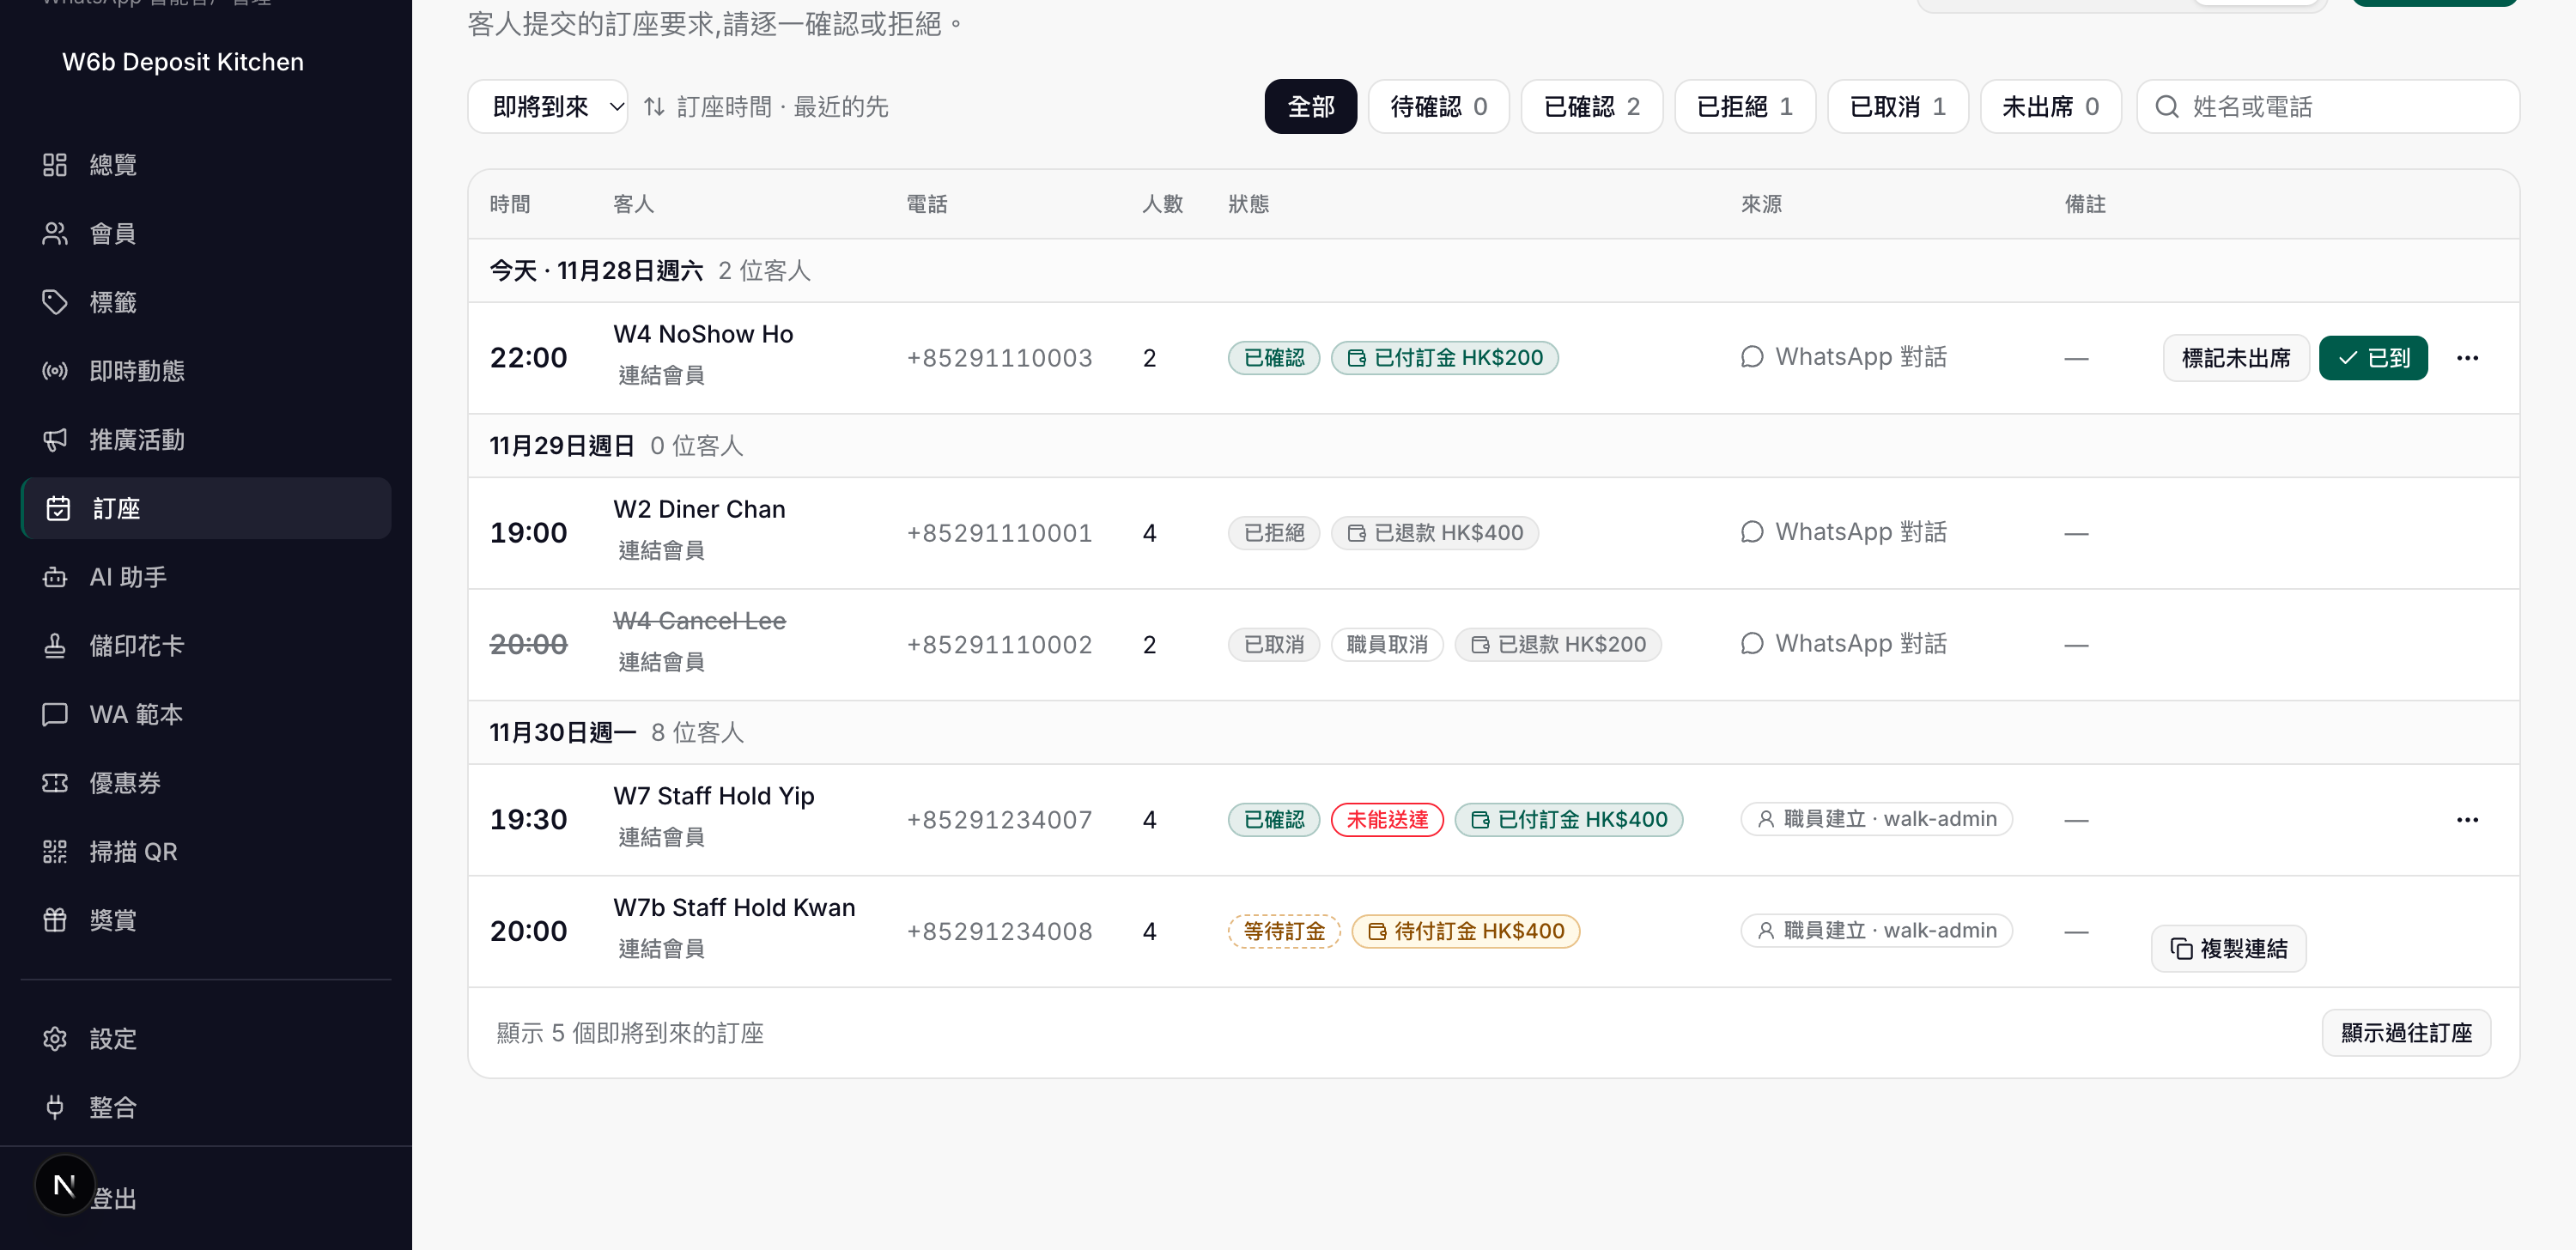 W6b Deposit Kitchen
總覽
會員
標籤
即時動態
推廣活動
訂座
AI 助手
儲印花卡
WA 範本
優惠券
掃描 QR
獎賞
設定
整合
登出
N
客人提交的訂座要求,請逐一確認或拒絕。
即將到來 訂座時間 · 最近的先 全部 待確認 0 已確認 2 已拒絕 1 已取消 1 未出席 0 姓名或電話
時間 客人 電話 人數 狀態 來源 備註
今天 · 11月28日週六 2 位客人
22:00 W4 NoShow Ho +85291110003 2 已確認 已付訂金 HK$200 WhatsApp 對話 — 標記未出席 已到
連結會員
11月29日週日 0 位客人
19:00 W2 Diner Chan +85291110001 4 已拒絕 已退款 HK$400 WhatsApp 對話 —
連結會員
20:00 W4 Cancel Lee +85291110002 2 已取消 職員取消 已退款 HK$200 WhatsApp 對話 —
連結會員
11月30日週一 8 位客人
19:30 W7 Staff Hold Yip +85291234007 4 已確認 未能送達 已付訂金 HK$400 職員建立 · walk-admin —
連結會員
20:00 W7b Staff Hold Kwan +85291234008 4 等待訂金 待付訂金 HK$400 職員建立 · walk-admin — 複製連結
連結會員
顯示 5 個即將到來的訂座 顯示過往訂座